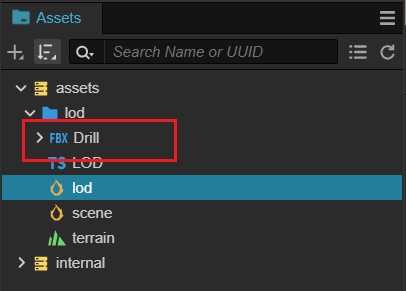 Assets
Search Name or UUID
assets
lod
FBX Drill
TS LOD
lod
scene
terrain
internal